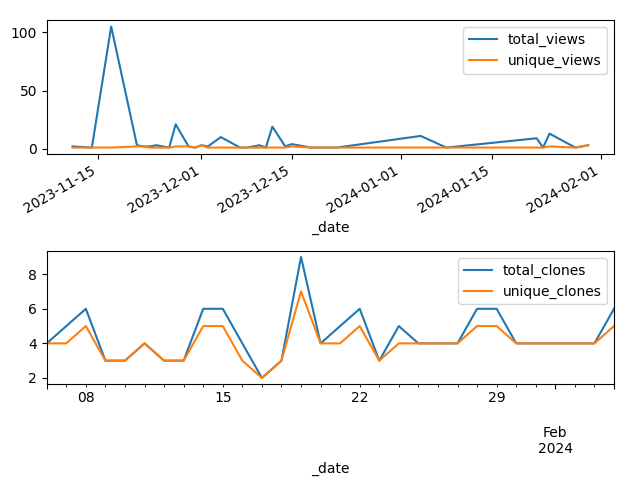 100
50
0
total_views
unique_views
2023-11-15
2023-12-01
2023-12-15
2024-01-01
2024-01-15
2024-02-01
_date
8
6
4
2
total_clones
unique_clones
08
15
22
29
Feb
2024
_date